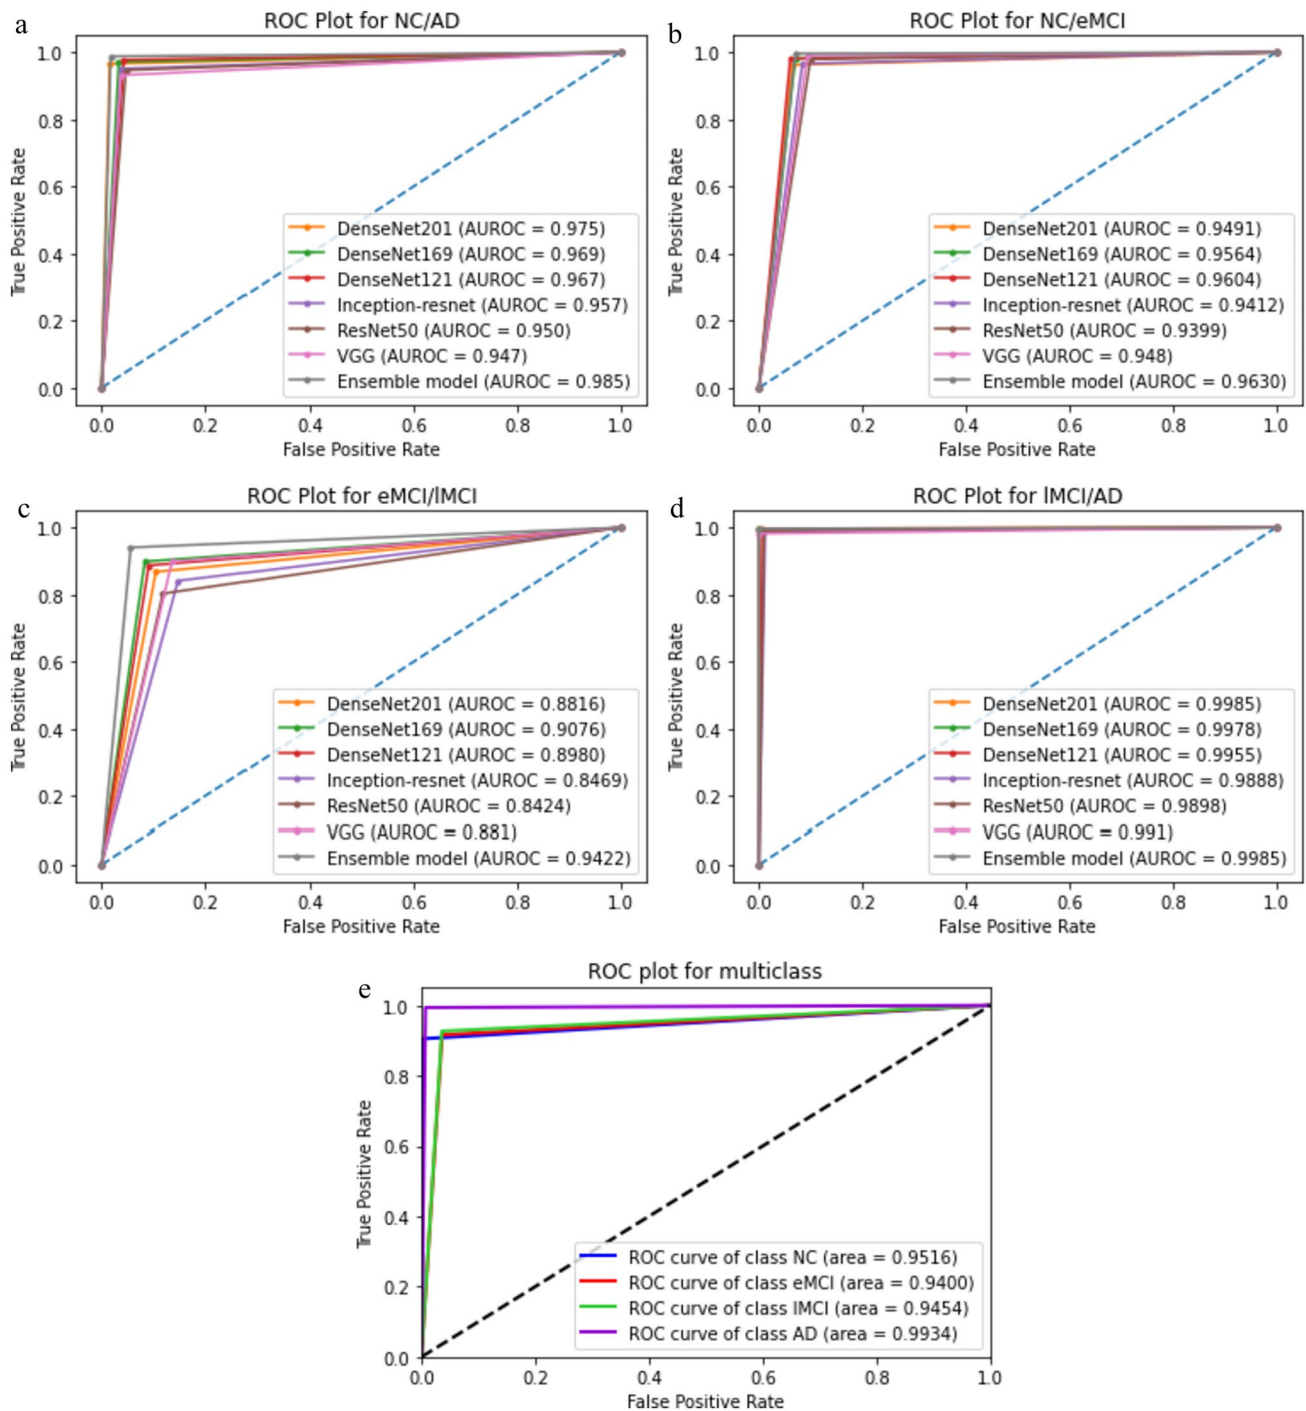 a
ROC Plot for NC/AD
1.0
0.8
0.6
0.4
0.2
0.0
True Positive Rate
DenseNet201 (AUROC = 0.975)
DenseNet169 (AUROC = 0.969)
DenseNet121 (AUROC = 0.967)
Inception-resnet (AUROC = 0.957)
ResNet50 (AUROC = 0.950)
VGG (AUROC = 0.947)
Ensemble model (AUROC = 0.985)
0.0 0.2 0.4 0.6 0.8 1.0
False Positive Rate
b
ROC Plot for NC/eMCI
1.0
0.8
0.6
0.4
0.2
0.0
True Positive Rate
DenseNet201 (AUROC = 0.9491)
DenseNet169 (AUROC = 0.9564)
DenseNet121 (AUROC = 0.9604)
Inception-resnet (AUROC = 0.9412)
ResNet50 (AUROC = 0.9399)
VGG (AUROC = 0.948)
Ensemble model (AUROC = 0.9630)
0.0 0.2 0.4 0.6 0.8 1.0
False Positive Rate
c
ROC Plot for eMCI/lMCI
1.0
0.8
0.6
0.4
0.2
0.0
True Positive Rate
DenseNet201 (AUROC = 0.8816)
DenseNet169 (AUROC = 0.9076)
DenseNet121 (AUROC = 0.8980)
Inception-resnet (AUROC = 0.8469)
ResNet50 (AUROC = 0.8424)
VGG (AUROC = 0.881)
Ensemble model (AUROC = 0.9422)
0.0 0.2 0.4 0.6 0.8 1.0
False Positive Rate
d
ROC Plot for lMCI/AD
1.0
0.8
0.6
0.4
0.2
0.0
True Positive Rate
DenseNet201 (AUROC = 0.9985)
DenseNet169 (AUROC = 0.9978)
DenseNet121 (AUROC = 0.9955)
Inception-resnet (AUROC = 0.9888)
ResNet50 (AUROC = 0.9898)
VGG (AUROC = 0.991)
Ensemble model (AUROC = 0.9985)
0.0 0.2 0.4 0.6 0.8 1.0
False Positive Rate
e
ROC plot for multiclass
1.0
0.8
0.6
0.4
0.2
0.0
True Positive Rate
ROC curve of class NC (area = 0.9516)
ROC curve of class eMCI (area = 0.9400)
ROC curve of class lMCI (area = 0.9454)
ROC curve of class AD (area = 0.9934)
0.0 0.2 0.4 0.6 0.8 1.0
False Positive Rate